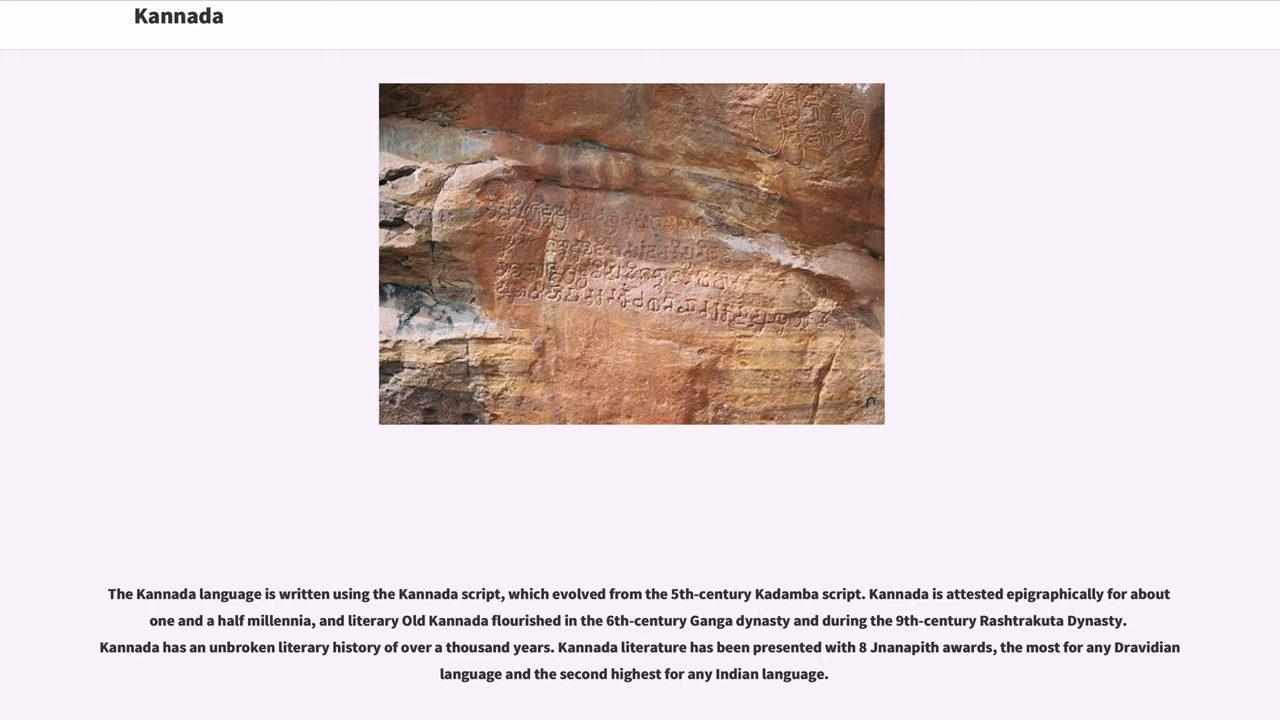 Kannada
The Kannada language is written using the Kannada script, which evolved from the 5th-century Kadamba script. Kannada is attested epigraphically for about
one and a half millennia, and literary Old Kannada flourished in the 6th-century Ganga dynasty and during the 9th-century Rashtrakuta Dynasty.
Kannada has an unbroken literary history of over a thousand years. Kannada literature has been presented with 8 Jnanapith awards, the most for any Dravidian
language and the second highest for any Indian language.